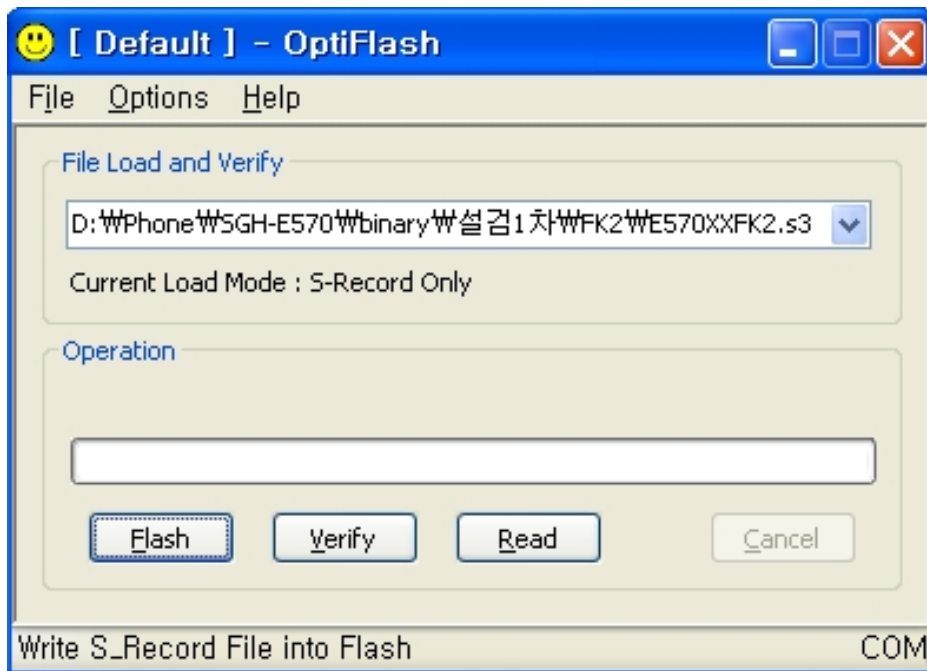 [ Default ] - OptiFlash
File Options Help
File Load and Verify
D:₩Phone₩SGH-E570₩binary₩설검1차₩FK2₩E570XXFK2.s3
Current Load Mode : S-Record Only
Operation
Flash Verify Read Cancel
Write S_Record File into Flash COM